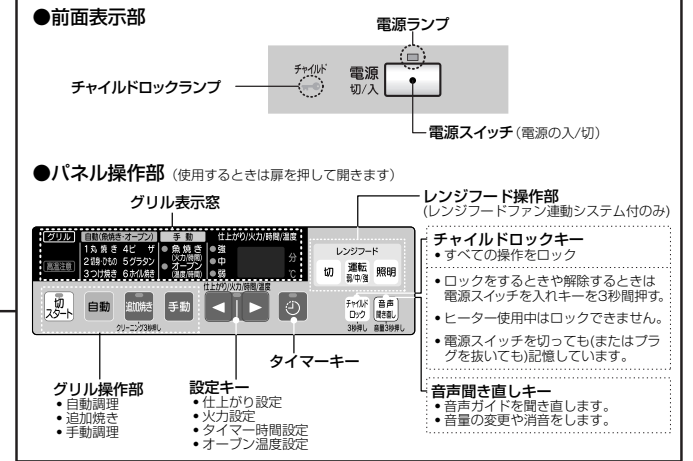 ●前面表示部
電源ランプ
チャイルド
電源
切/入
チャイルドロックランプ
電源スイッチ(電源の入/切)
●パネル操作部(使用するときは扉を押して開きます)
グリル表示窓
レンジフード操作部
(レンジフードファン連動システム付のみ)
グリル 自動(魚焼き・オーブン) 手動 仕上がり/火力/時間/温度
1丸焼き 4ピザ 魚焼き (火力/時間) 強
高温注意 2切身・ひもの 5グラタン オーブン (温度/時間) 中 分
3つけ焼き 6ホイル焼き 弱 ℃
レンジフード
切 運転 弱/中/強 照明
仕上がり/火力/時間/温度
切
スタート
自動 追加焼き 手動
クリーニング3秒押し
チャイルド
ロック
3秒押し
音声
聞き直し
音量3秒押し
チャイルドロックキー
•すべての操作をロック
•ロックをするときや解除するときは
電源スイッチを入れキーを3秒間押す。
•ヒーター使用中はロックできません。
•電源スイッチを切っても(またはプラ
グを抜いても)記憶しています。
タイマーキー
グリル操作部
•自動調理
•追加焼き
•手動調理
設定キー
•仕上がり設定
•火力設定
•タイマー時間設定
•オーブン温度設定
音声聞き直しキー
•音声ガイドを聞き直します。
•音量の変更や消音をします。